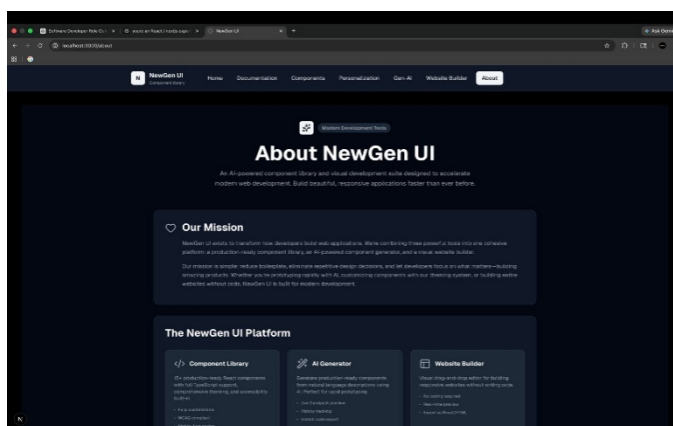 NewGen UI
localhost:3000/about
N
NewGen UI
Component library
Home
Documentation
Components
Personalization
Gen-AI
Website Builder
About
Modern Development Tools
About NewGen UI
An AI-powered component library and visual development suite designed to accelerate
modern web development. Build beautiful, responsive applications faster than ever before.
Our Mission
NewGen UI exists to transform how developers build web applications. We're combining three powerful tools into one cohesive
platform: a production-ready component library, an AI-powered component generator, and a visual website builder.
Our mission is simple: reduce boilerplate, eliminate repetitive design decisions, and let developers focus on what matters—building
amazing products. Whether you're prototyping rapidly with AI, customizing components with our theming system, or building entire
websites without code, NewGen UI is built for modern development.
The NewGen UI Platform
Component Library
production-ready React components
with full TypeScript support,
comprehensive theming, and accessibility
built-in
AI Generator
Generate production-ready components
from natural language descriptions using
AI. Perfect for rapid prototyping
Website Builder
Visual drag-and-drop editor for building
responsive websites without writing code
N